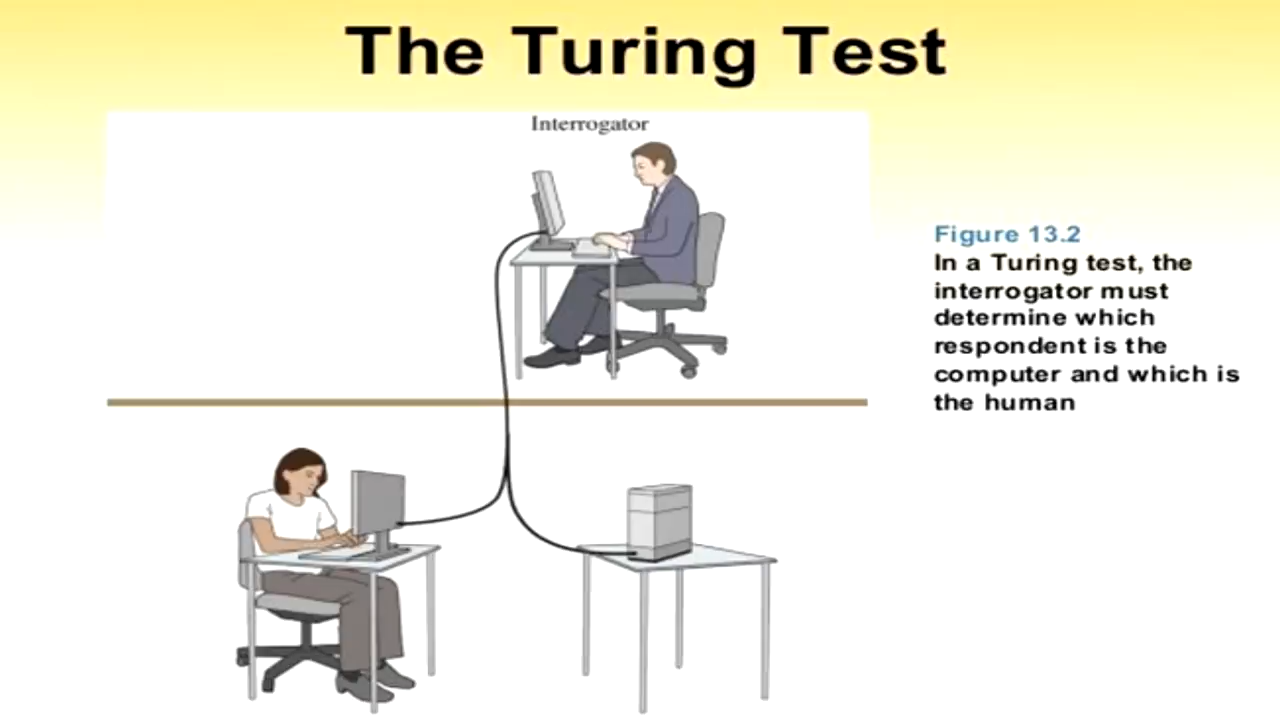 The Turing Test
Interrogator
Figure 13.2
In a Turing test, the
interrogator must
determine which
respondent is the
computer and which is
the human